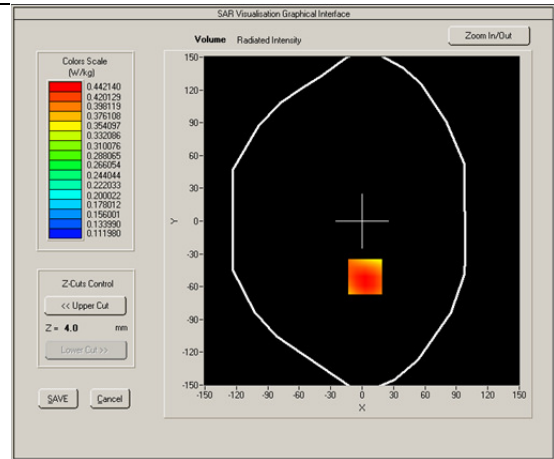 SAR Visualisation Graphical Interface
Volume Radiated Intensity
Zoom In/Out
Colors Scale
(W/kg)
0.442140
0.420129
0.398119
0.376108
0.354097
0.332086
0.310076
0.288065
0.266054
0.244044
0.222033
0.200022
0.178012
0.156001
0.133990
0.111980
Z-Cuts Control
<< Upper Cut
Z = 4.0 mm
Lower Cut >>
SAVE
Cancel
150
120
90
60
30
0
-30
-60
-90
-120
-150
Y
-150 -120 -90 -60 -30 0 30 60 90 120 150
X